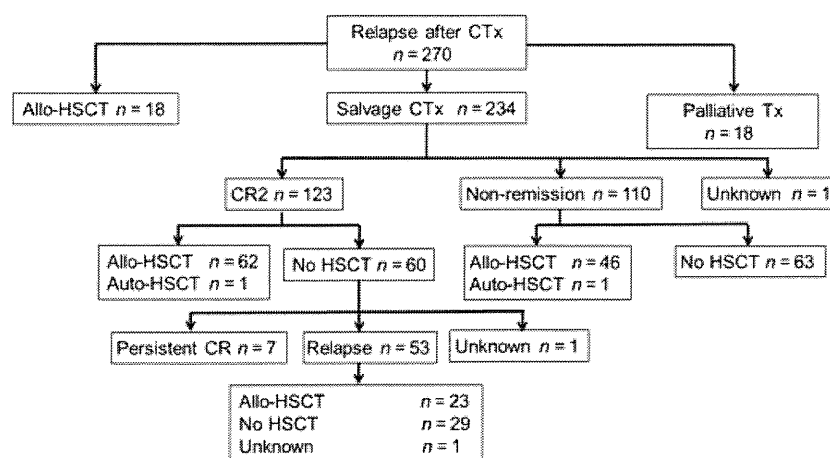 Relapse after CTx
n = 270
Allo-HSCT n = 18
Salvage CTx n = 234
Palliative Tx
n = 18
CR2 n = 123
Non-remission n = 110
Unknown n = 1
Allo-HSCT n = 62
Auto-HSCT n = 1
No HSCT n = 60
Allo-HSCT n = 46
Auto-HSCT n = 1
No HSCT n = 63
Persistent CR n = 7
Relapse n = 53
Unknown n = 1
Allo-HSCT n = 23
No HSCT n = 29
Unknown n = 1